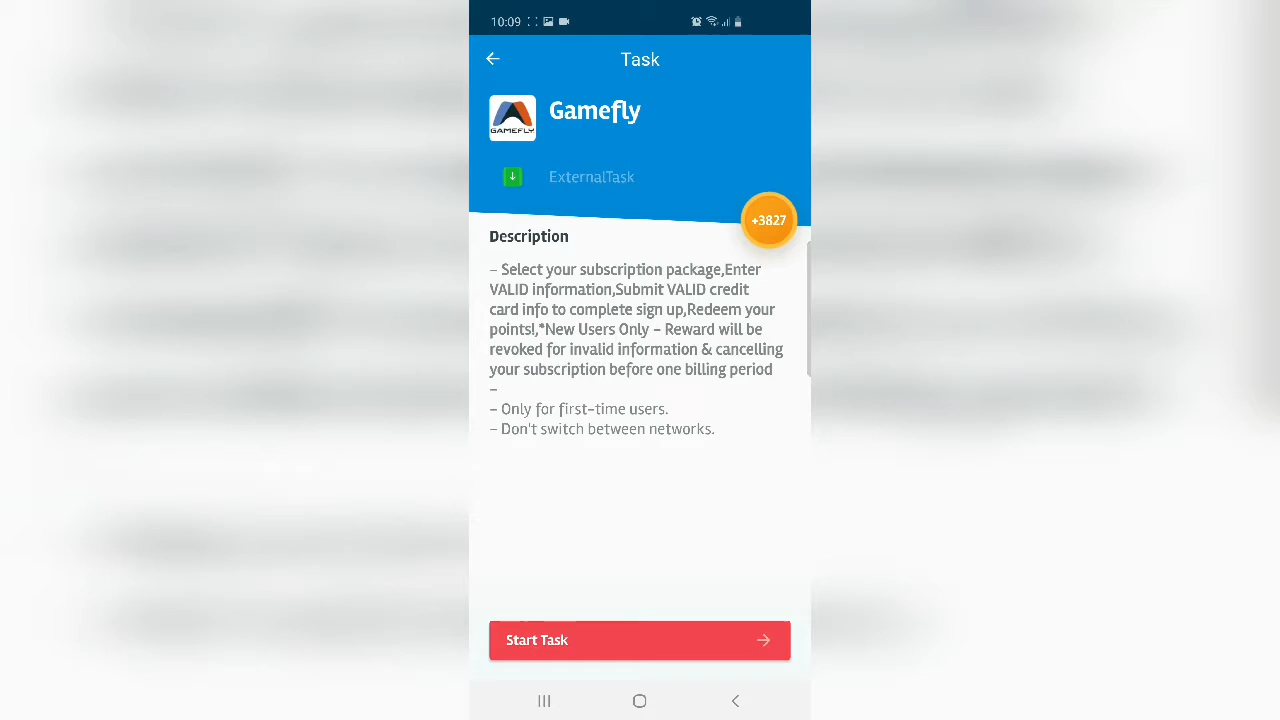 10:09
Task
Gamefly
GAMEFLY
ExternalTask
+3827
Description
- Select your subscription package,Enter
VALID information,Submit VALID credit
card info to complete sign up,Redeem your
points!,*New Users Only - Reward will be
revoked for invalid information & cancelling
your subscription before one billing period
-
- Only for first-time users.
- Don't switch between networks.
Start Task